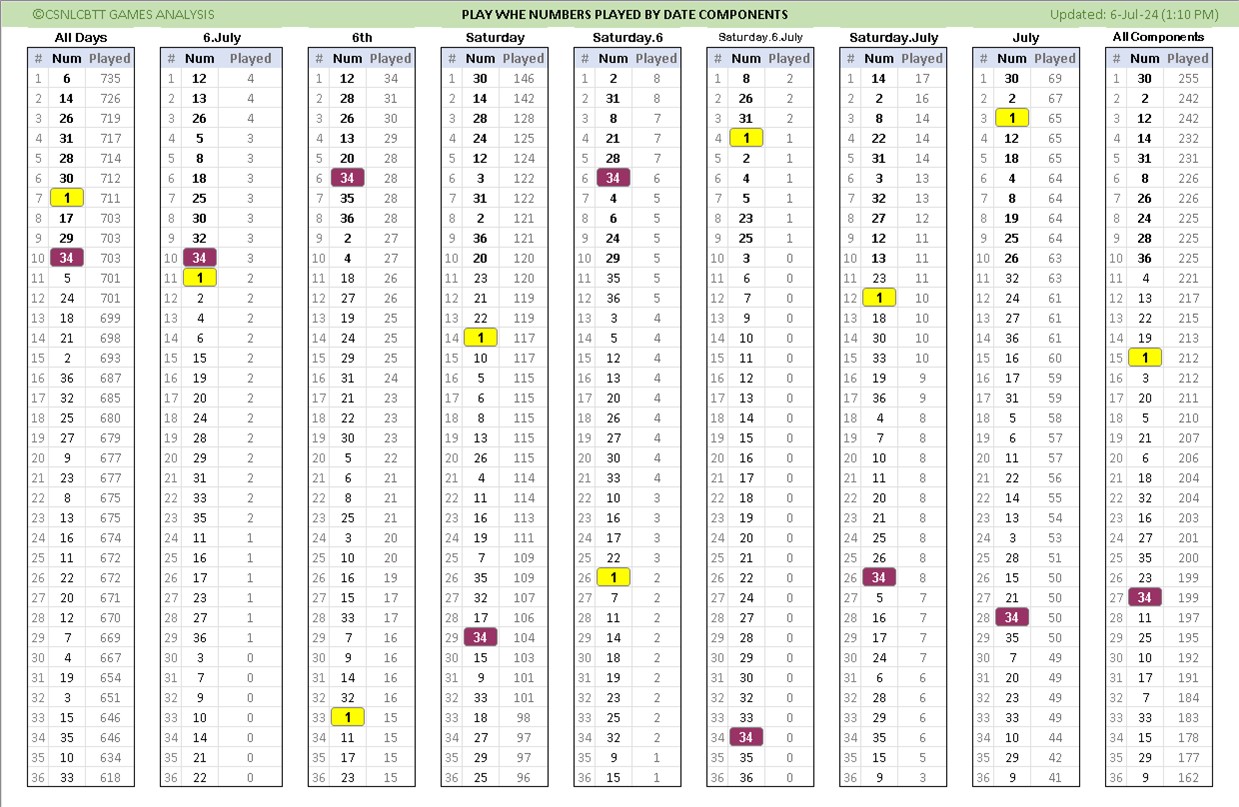 ©CSNLCBTT GAMES ANALYSIS PLAY WHE NUMBERS PLAYED BY DATE COMPONENTS Updated: 6-Jul-24 (1:10 PM)
All Days 6.July 6th Saturday Saturday.6 Saturday.6.July Saturday.July July All Components
# Num Played # Num Played # Num Played # Num Played # Num Played # Num Played # Num Played # Num Played # Num Played
1 6 735 1 12 4 1 12 34 1 30 146 1 2 8 1 8 2 1 14 17 1 30 69 1 30 255
2 14 726 2 13 4 2 28 31 2 14 142 2 31 8 2 26 2 2 2 16 2 2 67 2 2 242
3 26 719 3 26 4 3 26 30 3 28 128 3 8 7 3 31 2 3 8 14 3 1 65 3 12 242
4 31 717 4 5 3 4 13 29 4 24 125 4 21 7 4 1 1 4 22 14 4 12 65 4 14 232
5 28 714 5 8 3 5 20 28 5 12 124 5 28 7 5 2 1 5 31 14 5 18 65 5 31 231
6 30 712 6 18 3 6 34 28 6 3 122 6 34 6 6 4 1 6 3 13 6 4 64 6 8 226
7 1 711 7 25 3 7 35 28 7 31 122 7 4 5 7 5 1 7 32 13 7 8 64 7 26 226
8 17 703 8 30 3 8 36 28 8 2 121 8 6 5 8 23 1 8 27 12 8 19 64 8 24 225
9 29 703 9 32 3 9 2 27 9 36 121 9 24 5 9 25 1 9 12 11 9 25 64 9 28 225
10 34 703 10 34 3 10 4 27 10 20 120 10 29 5 10 3 0 10 13 11 10 26 63 10 36 225
11 5 701 11 1 2 11 18 26 11 23 120 11 35 5 11 6 0 11 23 11 11 32 63 11 4 221
12 24 701 12 2 2 12 27 26 12 21 119 12 36 5 12 7 0 12 1 10 12 24 61 12 13 217
13 18 699 13 4 2 13 19 25 13 22 119 13 3 4 13 9 0 13 18 10 13 27 61 13 22 215
14 21 698 14 6 2 14 24 25 14 1 117 14 5 4 14 10 0 14 30 10 14 36 61 14 19 213
15 2 693 15 15 2 15 29 25 15 10 117 15 12 4 15 11 0 15 33 10 15 16 60 15 1 212
16 36 687 16 19 2 16 31 24 16 5 115 16 13 4 16 12 0 16 19 9 16 17 59 16 3 212
17 32 685 17 20 2 17 21 23 17 6 115 17 20 4 17 13 0 17 36 9 17 31 59 17 20 211
18 25 680 18 24 2 18 22 23 18 8 115 18 26 4 18 14 0 18 4 8 18 5 58 18 5 210
19 27 679 19 28 2 19 30 23 19 13 115 19 27 4 19 15 0 19 7 8 19 6 57 19 21 207
20 9 677 20 29 2 20 5 22 20 26 115 20 30 4 20 16 0 20 10 8 20 11 57 20 6 206
21 23 677 21 31 2 21 6 21 21 4 114 21 33 4 21 17 0 21 11 8 21 22 56 21 18 204
22 8 675 22 33 2 22 8 21 22 11 114 22 10 3 22 18 0 22 20 8 22 14 55 22 32 204
23 13 675 23 35 2 23 25 21 23 16 113 23 16 3 23 19 0 23 21 8 23 13 54 23 16 203
24 16 674 24 11 1 24 3 20 24 19 111 24 17 3 24 20 0 24 25 8 24 3 53 24 27 201
25 11 672 25 16 1 25 10 20 25 7 109 25 22 3 25 21 0 25 26 8 25 28 51 25 35 200
26 22 672 26 17 1 26 16 19 26 35 109 26 1 2 26 22 0 26 34 8 26 15 50 26 23 199
27 20 671 27 23 1 27 15 17 27 32 107 27 7 2 27 24 0 27 5 7 27 21 50 27 34 199
28 12 670 28 27 1 28 33 17 28 17 106 28 11 2 28 27 0 28 16 7 28 34 50 28 11 197
29 7 669 29 36 1 29 7 16 29 34 104 29 14 2 29 28 0 29 17 7 29 35 50 29 25 195
30 4 667 30 3 0 30 9 16 30 15 103 30 18 2 30 29 0 30 24 7 30 7 49 30 10 192
31 19 654 31 7 0 31 14 16 31 9 101 31 19 2 31 30 0 31 6 6 31 20 49 31 17 191
32 3 651 32 9 0 32 32 16 32 33 101 32 23 2 32 32 0 32 28 6 32 23 49 32 7 184
33 15 646 33 10 0 33 1 15 33 18 98 33 25 2 33 33 0 33 29 6 33 33 49 33 33 183
34 35 646 34 14 0 34 11 15 34 27 97 34 32 2 34 34 0 34 35 6 34 10 44 34 15 178
35 10 634 35 21 0 35 17 15 35 29 97 35 9 1 35 35 0 35 15 5 35 29 42 35 29 177
36 33 618 36 22 0 36 23 15 36 25 96 36 15 1 36 36 0 36 9 3 36 9 41 36 9 162